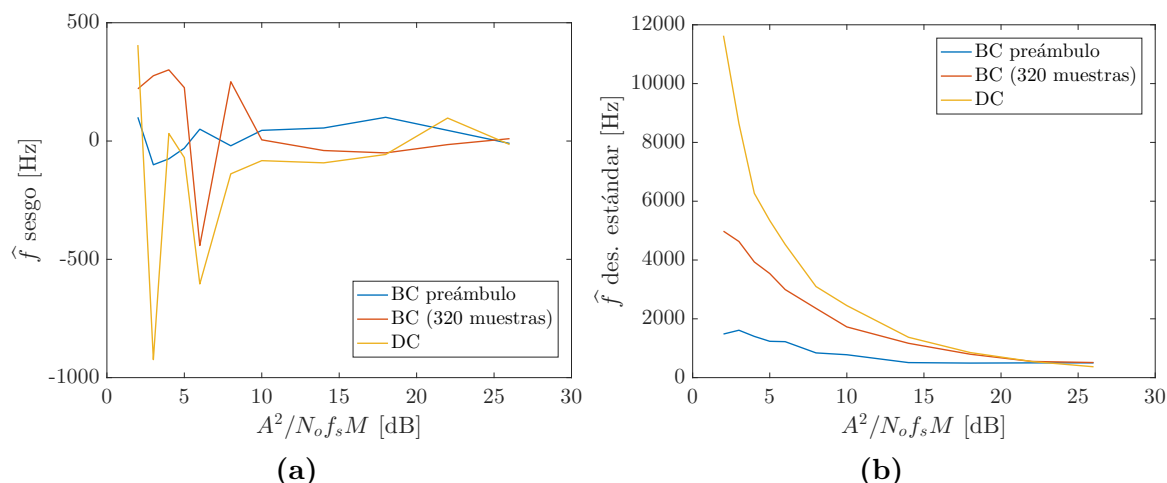 500
0
-500
-1000
f̂ sesgo [Hz]
BC preámbulo
BC (320 muestras)
DC
0 5 10 15 20 25 30
A²/N_o f_s M [dB]
(a)
12000
10000
8000
6000
4000
2000
0
f̂ des. estándar [Hz]
BC preámbulo
BC (320 muestras)
DC
0 5 10 15 20 25 30
A²/N_o f_s M [dB]
(b)